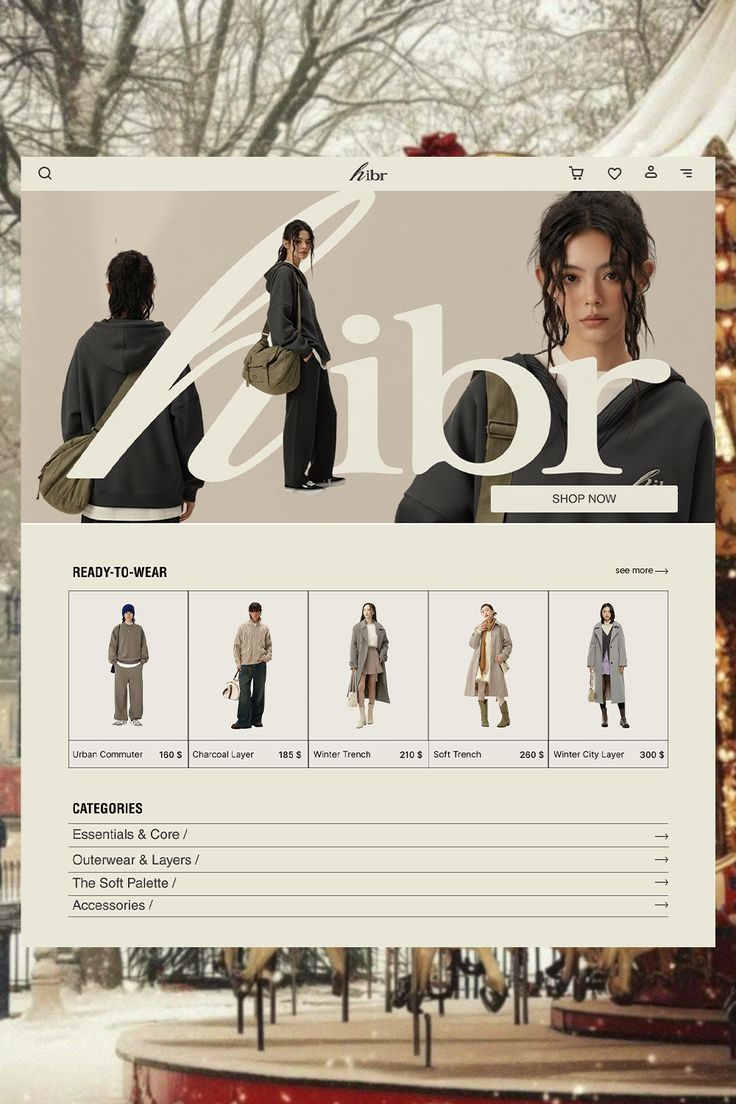 hibr
hibr
SHOP NOW
READY-TO-WEAR
see more
Urban Commuter 160 $
Charcoal Layer 185 $
Winter Trench 210 $
Soft Trench 260 $
Winter City Layer 300 $
CATEGORIES
Essentials & Core /
Outerwear & Layers /
The Soft Palette /
Accessories /